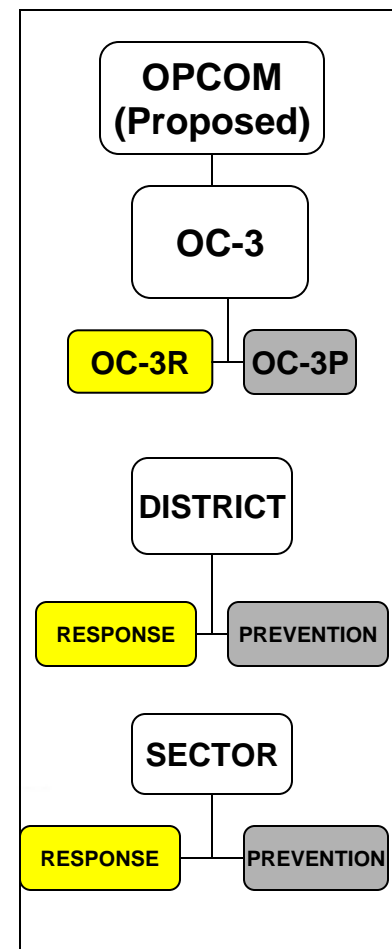 OPCOM
(Proposed)
OC-3
OC-3R
OC-3P
DISTRICT
RESPONSE
PREVENTION
SECTOR
RESPONSE
PREVENTION